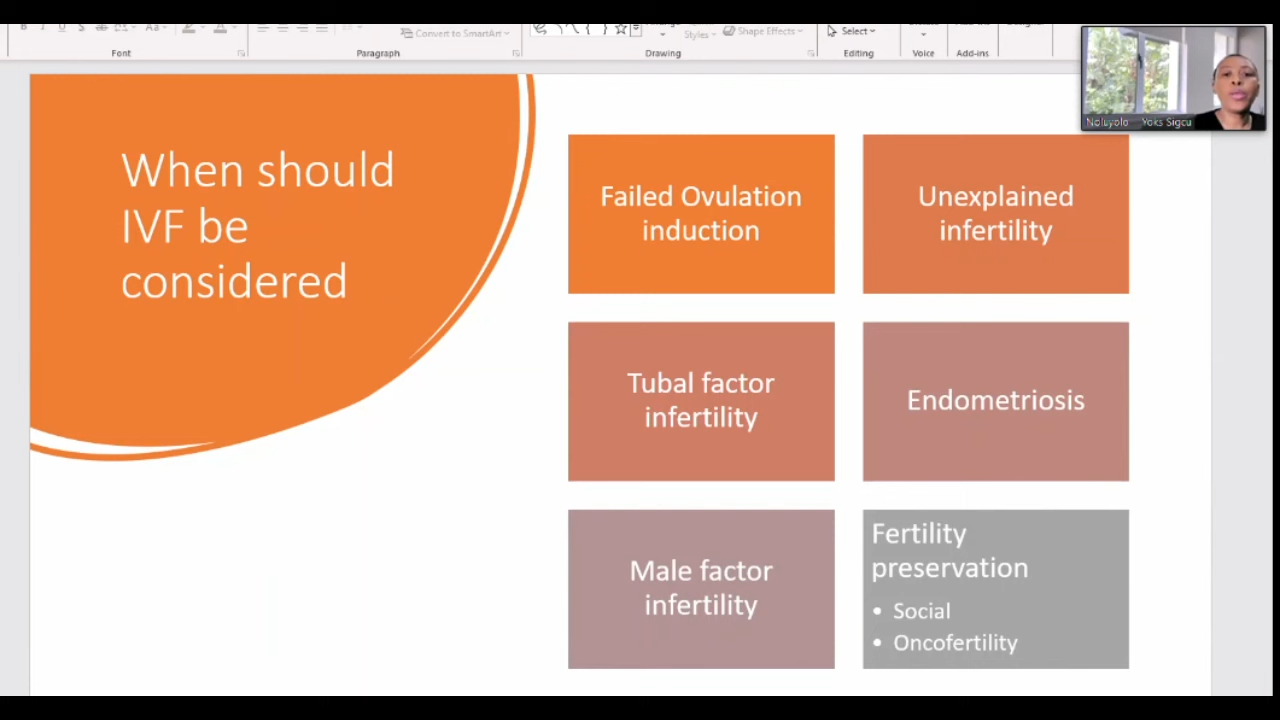 Convert to SmartArt
Select
Shape Effects
Styles
Font
Paragraph
Drawing
Editing
Voice
Add-ins
Noluyolo Yoks Sigcu
When should
IVF be
considered
Failed Ovulation
induction
Unexplained
infertility
Tubal factor
infertility
Endometriosis
Male factor
infertility
Fertility
preservation
• Social
• Oncofertility